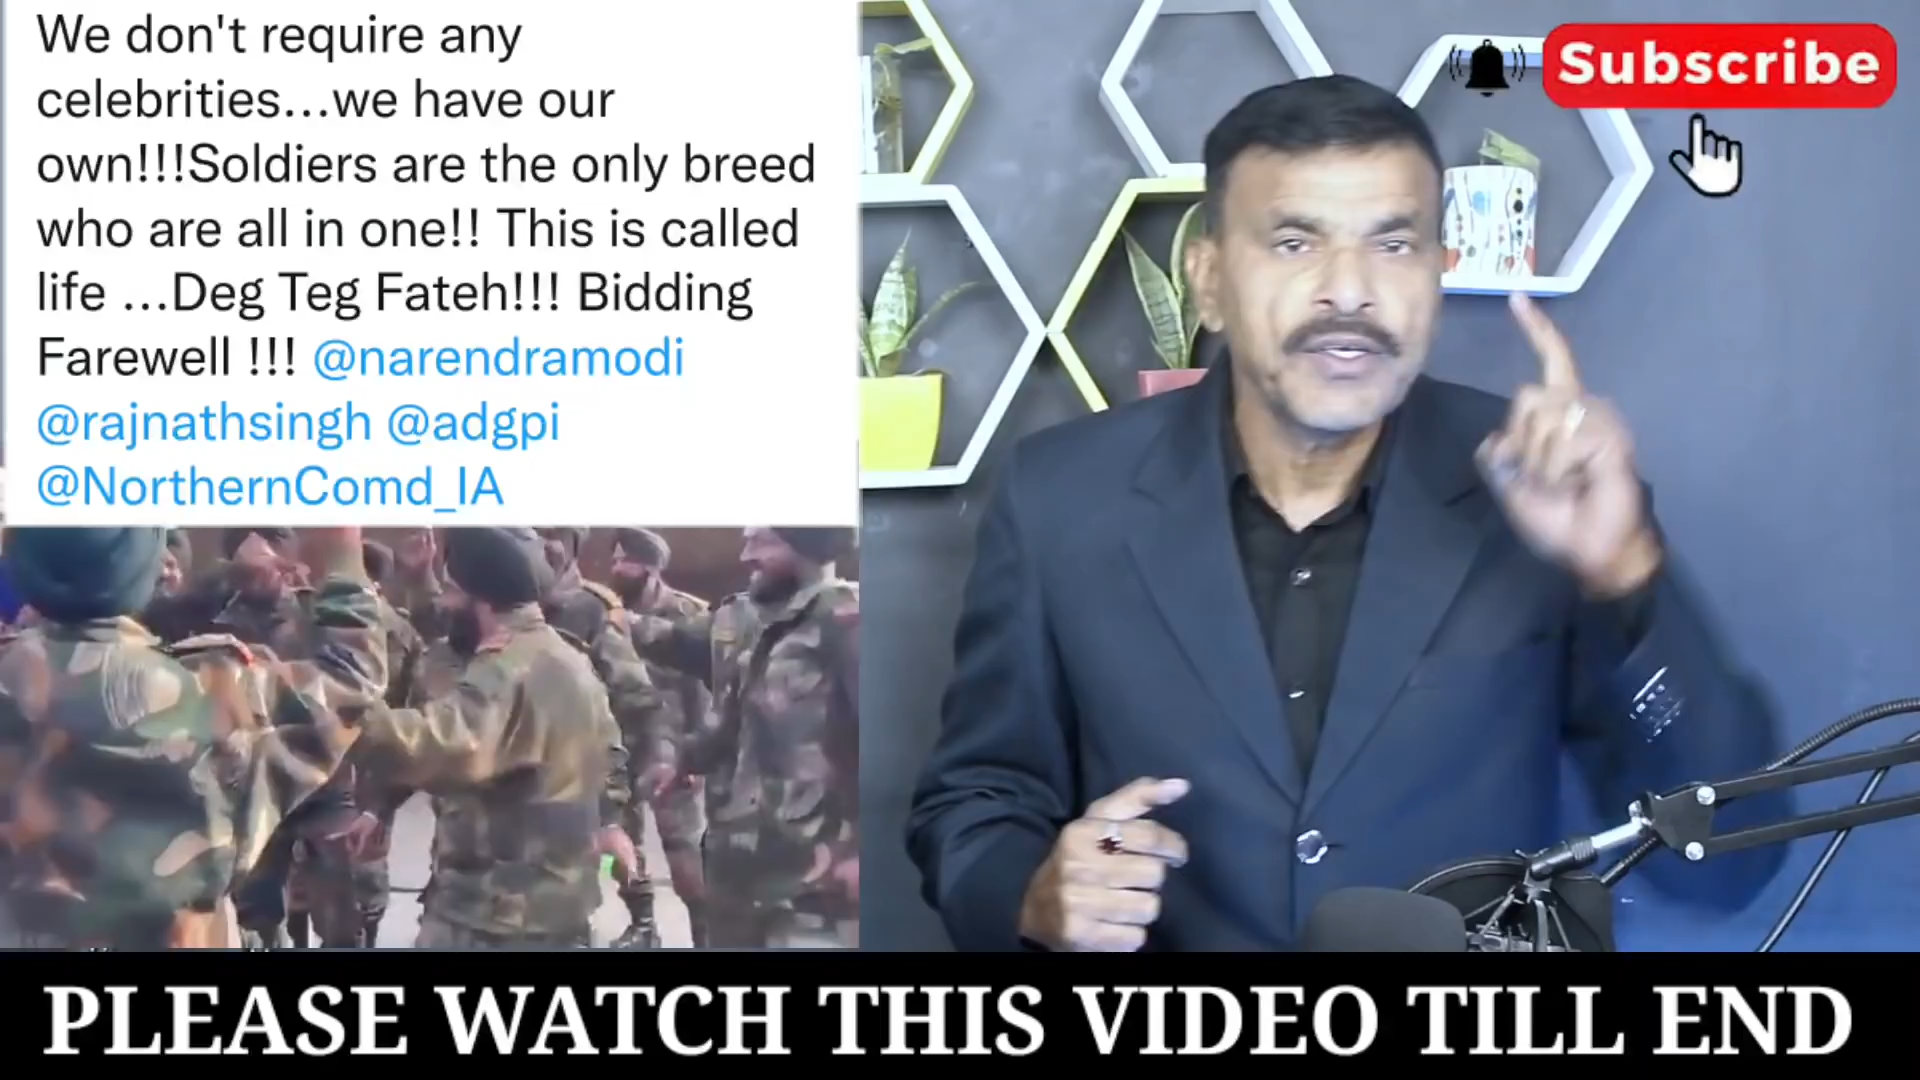 We don't require any
celebrities...we have our
own!!!Soldiers are the only breed
who are all in one!! This is called
life ...Deg Teg Fateh!!! Bidding
Farewell !!! @narendramodi
@rajnathsingh @adgpi
@NorthernComd_IA
Subscribe
PLEASE WATCH THIS VIDEO TILL END